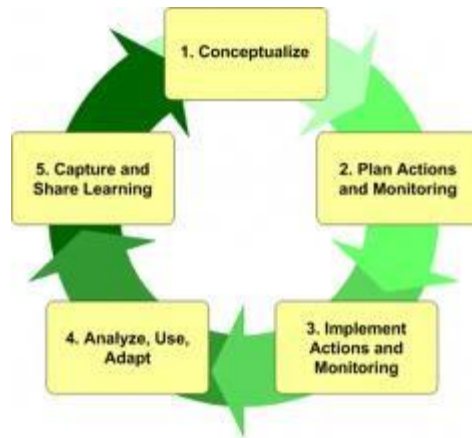 1. Conceptualize
2. Plan Actions
and Monitoring
3. Implement
Actions and
Monitoring
4. Analyze, Use,
Adapt
5. Capture and
Share Learning